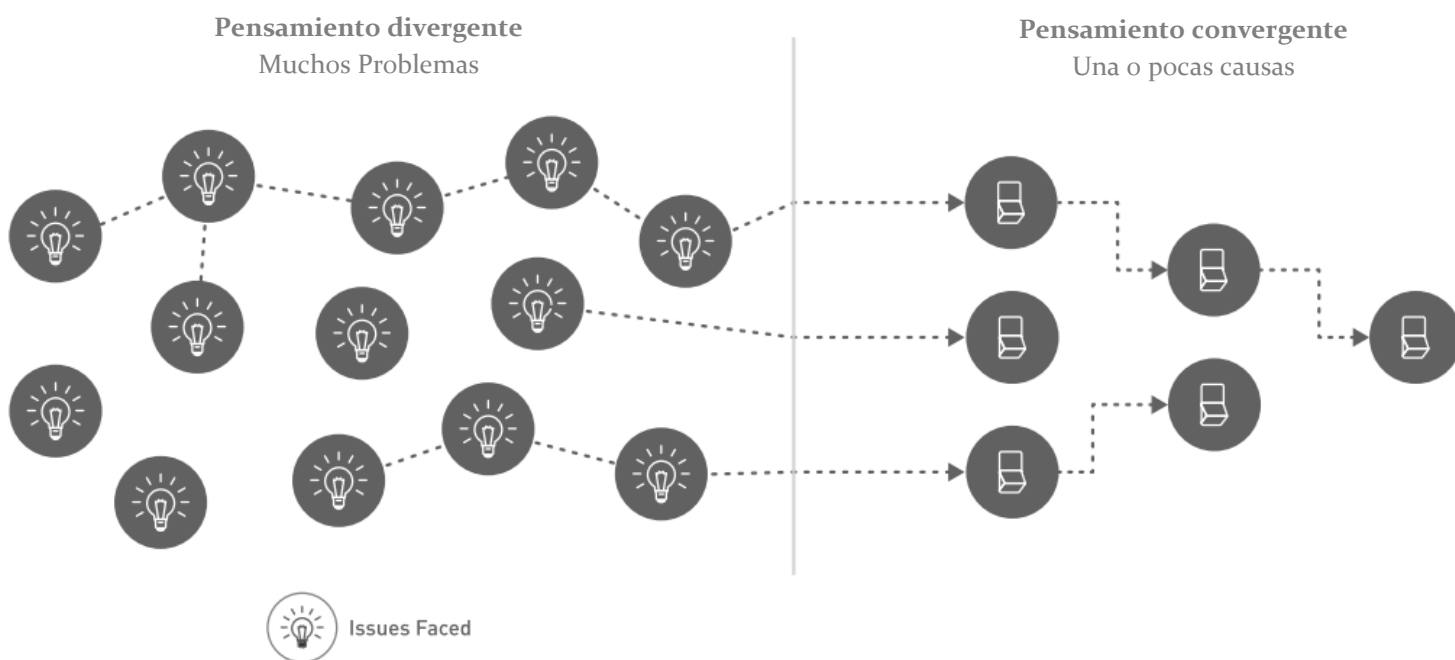 Pensamiento divergente
Muchos Problemas
Pensamiento convergente
Una o pocas causas
Issues Faced